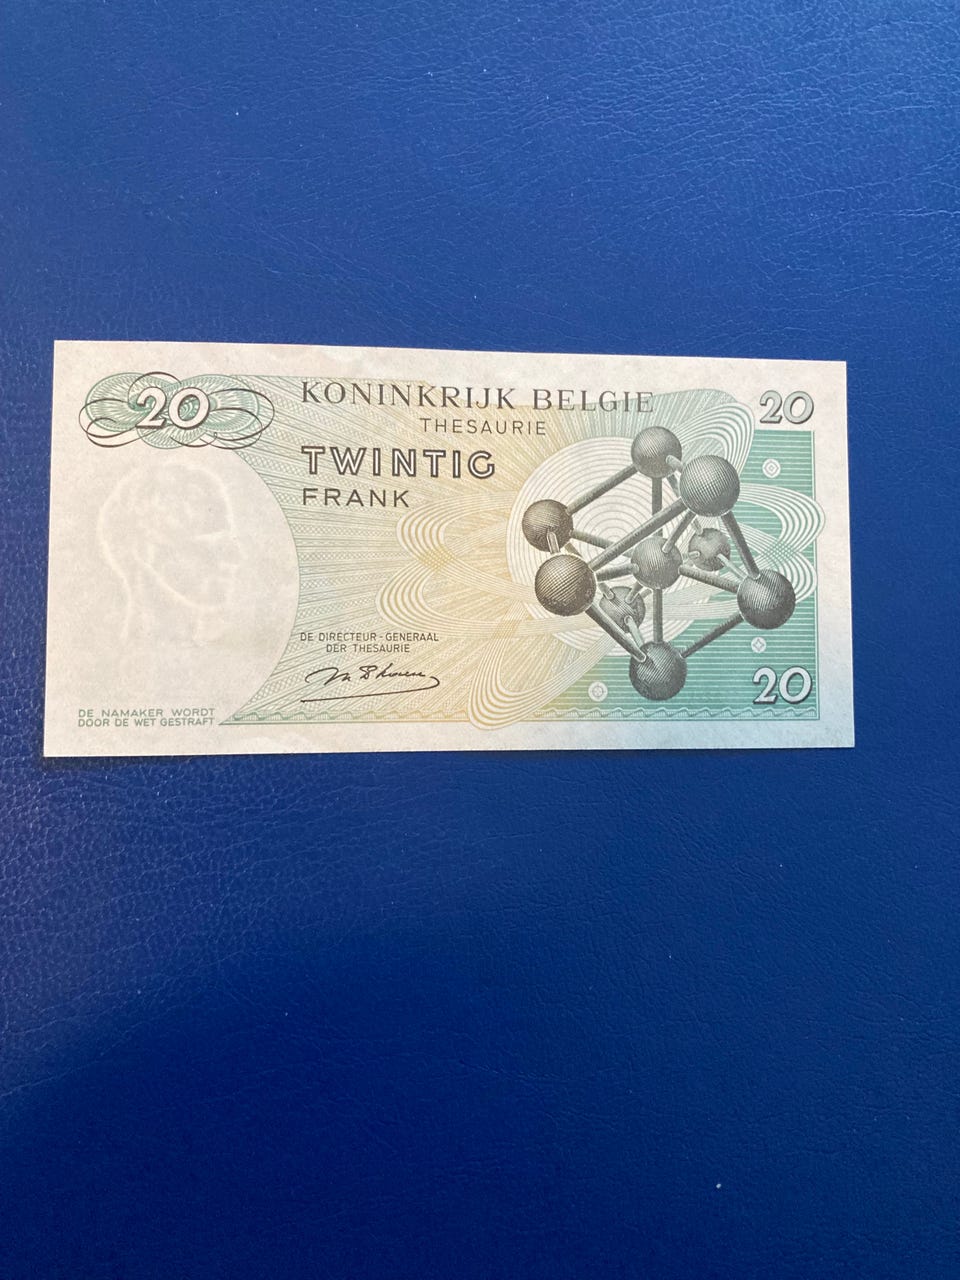 20
KONINKRIJK BELGIE
THESAURIE
TWINTIG
FRANK
20
DE DIRECTEUR-GENERAAL
DER THESAURIE
20
DE NAMAKER WORDT
DOOR DE WET GESTRAFT